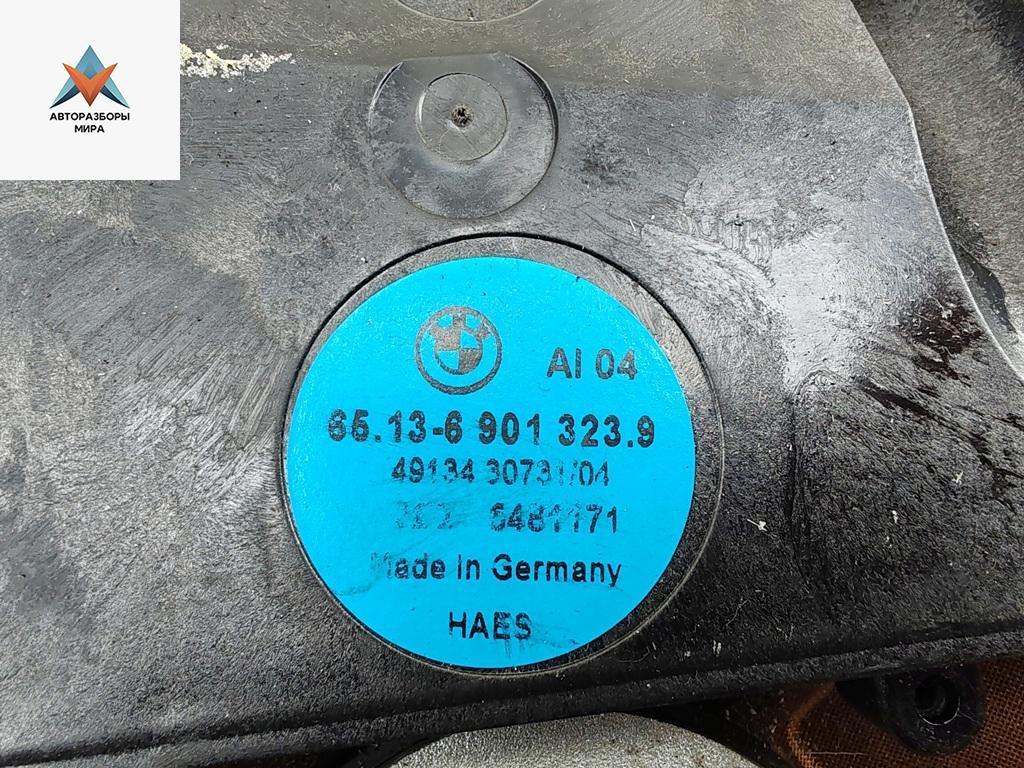 АВТОРАЗБОРЫ
МИРА
AI 04
65.13-6 901 323.9
49134 30731/04
6481171
Made In Germany
HAES